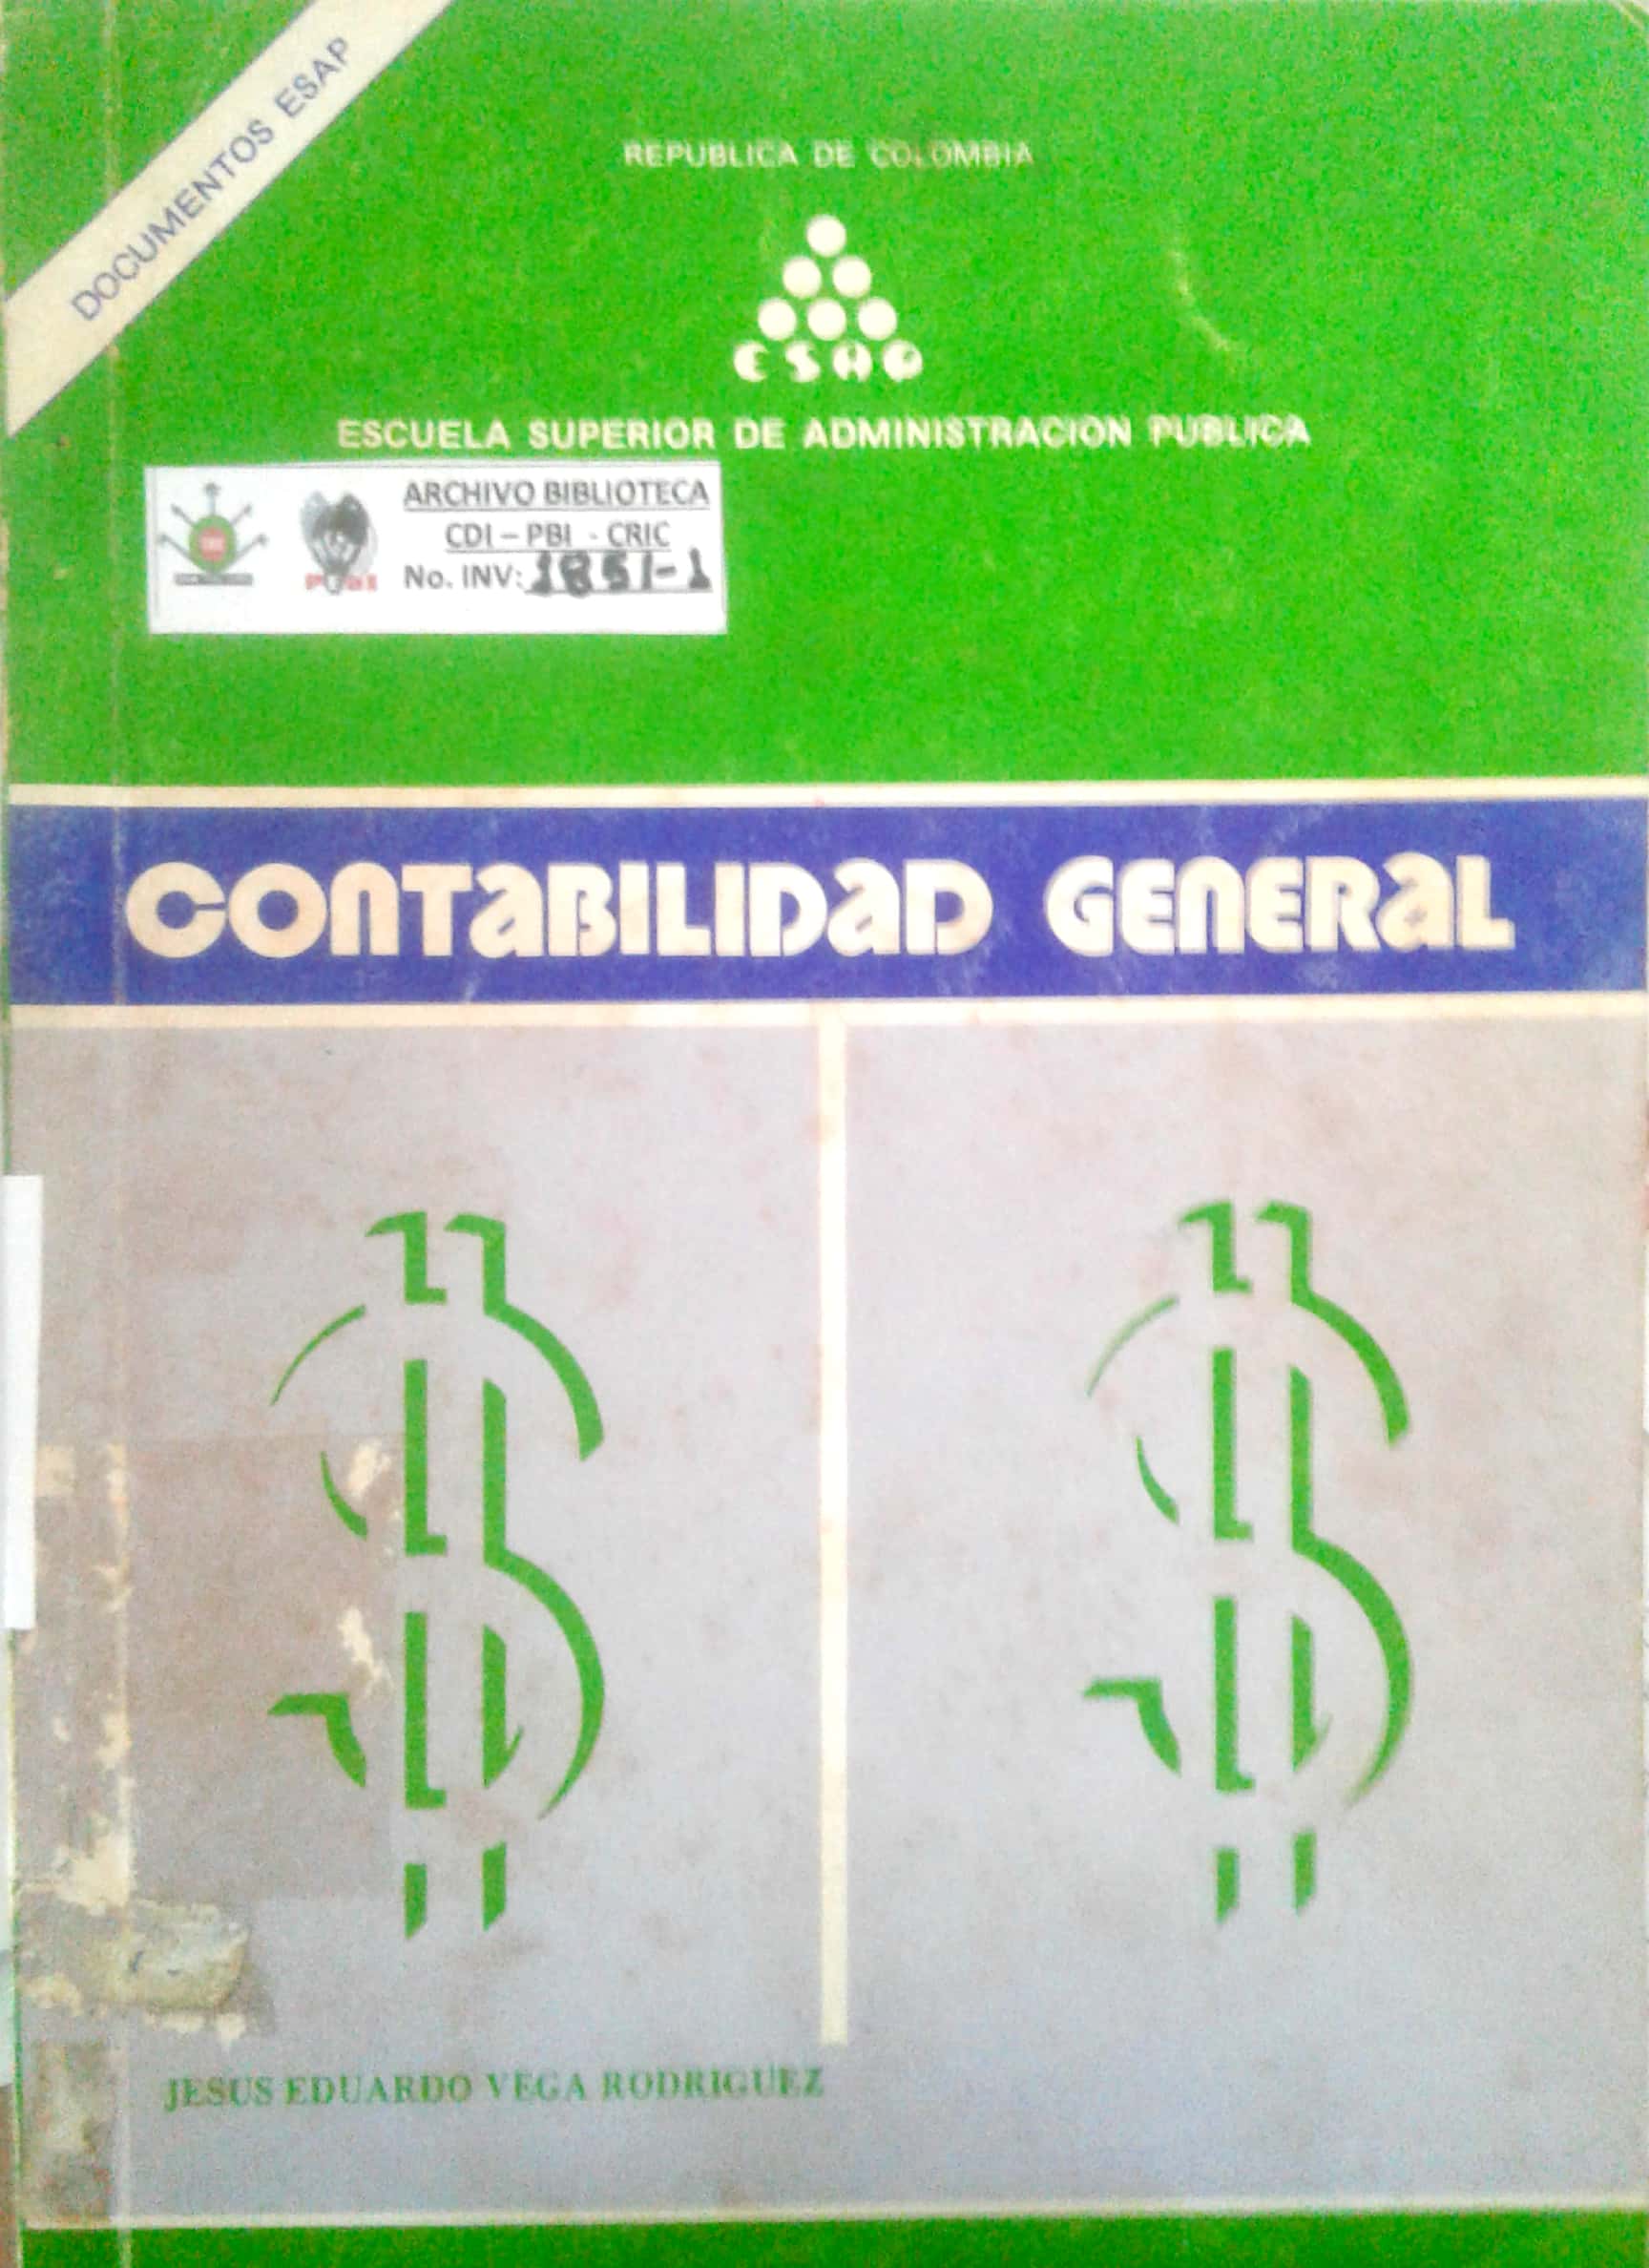 DOCUMENTOS ESAP
REPUBLICA DE COLOMBIA
ESAP
ESCUELA SUPERIOR DE ADMINISTRACION PUBLICA
ARCHIVO BIBLIOTECA
CDI – PBI - CRIC
No. INV: 1851-1
CONTABILIDAD GENERAL
JESUS EDUARDO VEGA RODRIGUEZ